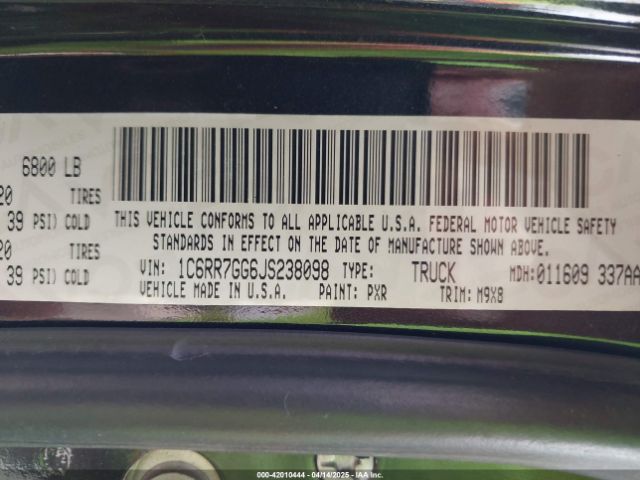 6800 LB
20 TIRES
39 PSI) COLD
20 TIRES
39 PSI) COLD
THIS VEHICLE CONFORMS TO ALL APPLICABLE U.S.A. FEDERAL MOTOR VEHICLE SAFETY
STANDARDS IN EFFECT ON THE DATE OF MANUFACTURE SHOWN ABOVE.
VIN: 1C6RR7GG6JS238098 TYPE: TRUCK MDH:011609 337AA
VEHICLE MADE IN U.S.A. PAINT: PXR TRIM: M9X8
000-42010444 - 04/14/2025 - IAAI.COM